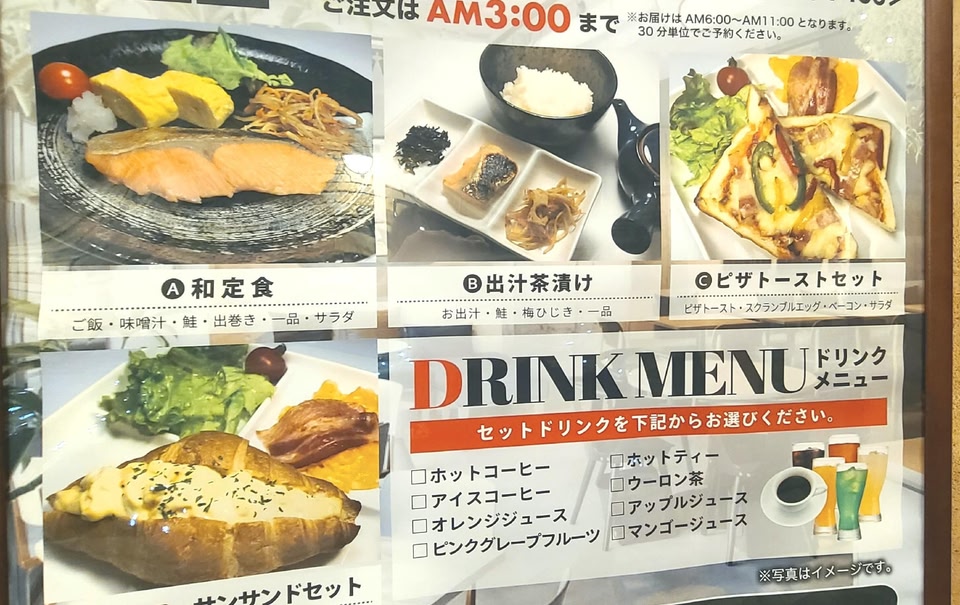 ご注文は AM3:00 まで
※お届けは AM6:00〜AM11:00 となります。
30分単位でご予約ください。
A 和定食
ご飯・味噌汁・鮭・出巻き・一品・サラダ
B 出汁茶漬け
お出汁・鮭・梅ひじき・一品
C ピザトーストセット
ピザトースト・スクランブルエッグ・ベーコン・サラダ
サンサンドセット
DRINK MENU
ドリンク
メニュー
セットドリンクを下記からお選びください。
□ホットコーヒー
□アイスコーヒー
□オレンジジュース
□ピンクグレープフルーツ
□ホットティー
□ウーロン茶
□アップルジュース
□マンゴージュース
※写真はイメージです。